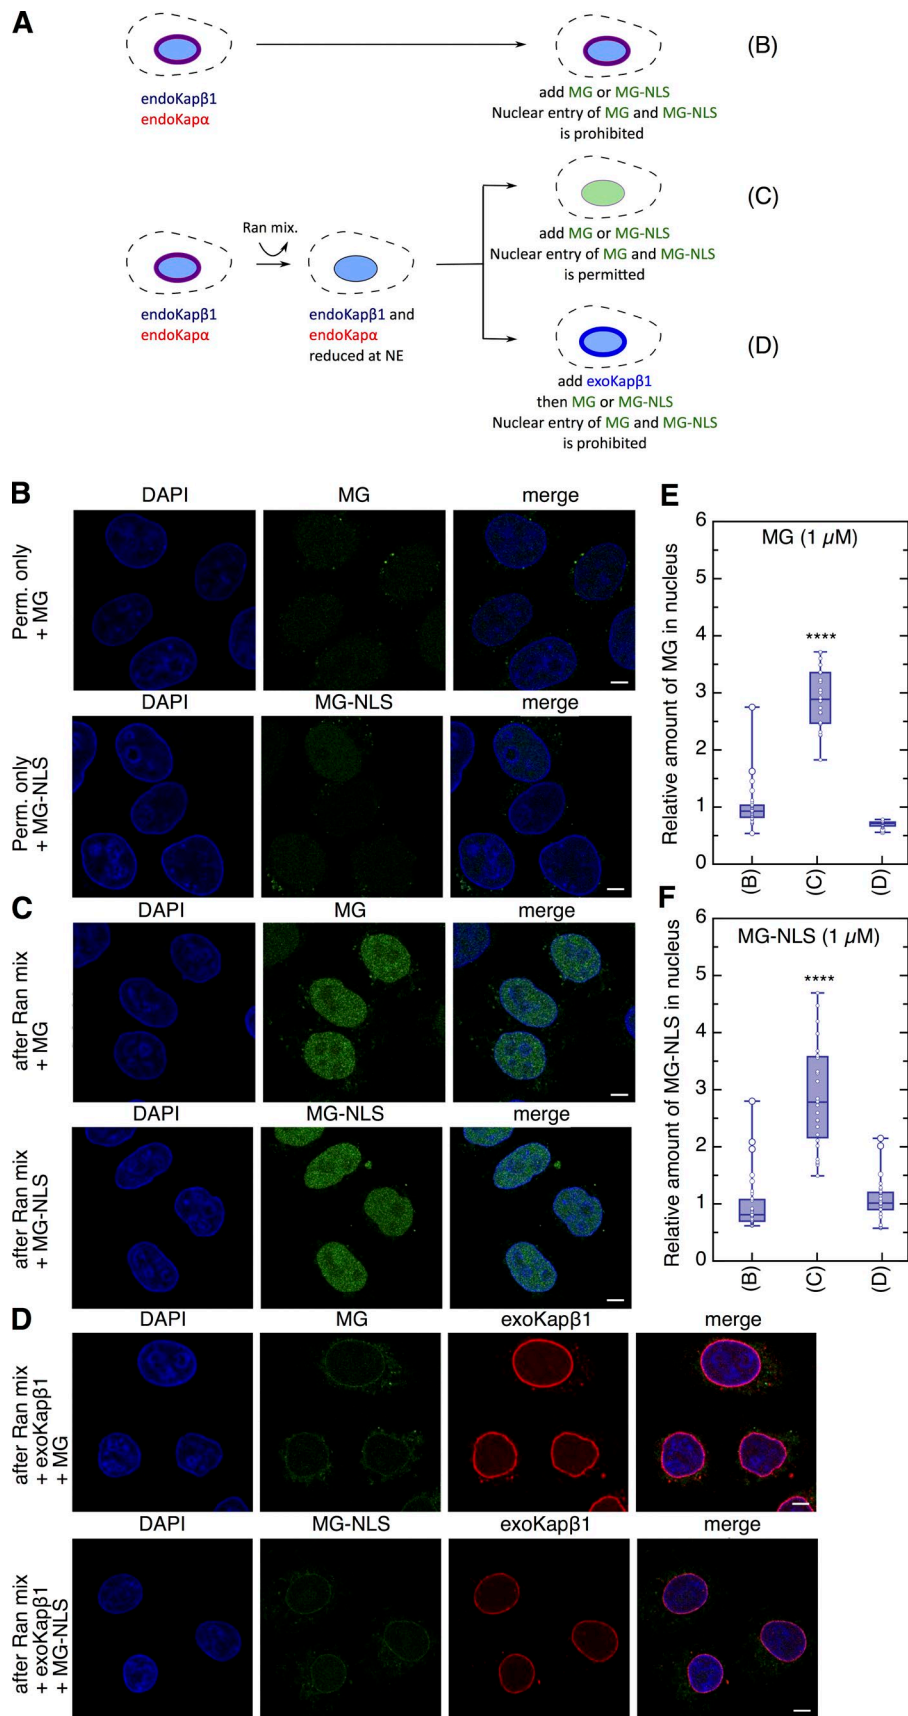 A
(B)
endoKapβ1
endoKapα
add MG or MG-NLS
Nuclear entry of MG and MG-NLS
is prohibited
(C)
Ran mix.
add MG or MG-NLS
Nuclear entry of MG and MG-NLS
is permitted
endoKapβ1
endoKapα
endoKapβ1 and
endoKapα
reduced at NE
(D)
add exoKapβ1
then MG or MG-NLS
Nuclear entry of MG and MG-NLS
is prohibited
B
DAPI
MG
merge
Perm. only
+ MG
DAPI
MG-NLS
merge
Perm. only
+ MG-NLS
C
DAPI
MG
merge
after Ran mix
+ MG
DAPI
MG-NLS
merge
after Ran mix
+ MG-NLS
D
DAPI
MG
exoKapβ1
merge
after Ran mix
+ exoKapβ1
+ MG
DAPI
MG-NLS
exoKapβ1
merge
after Ran mix
+ exoKapβ1
+ MG-NLS
E
MG (1 µM)
Relative amount of MG in nucleus
6
5
4
3
2
1
0
****
(B)
(C)
(D)
F
MG-NLS (1 µM)
Relative amount of MG-NLS in nucleus
6
5
4
3
2
1
0
****
(B)
(C)
(D)